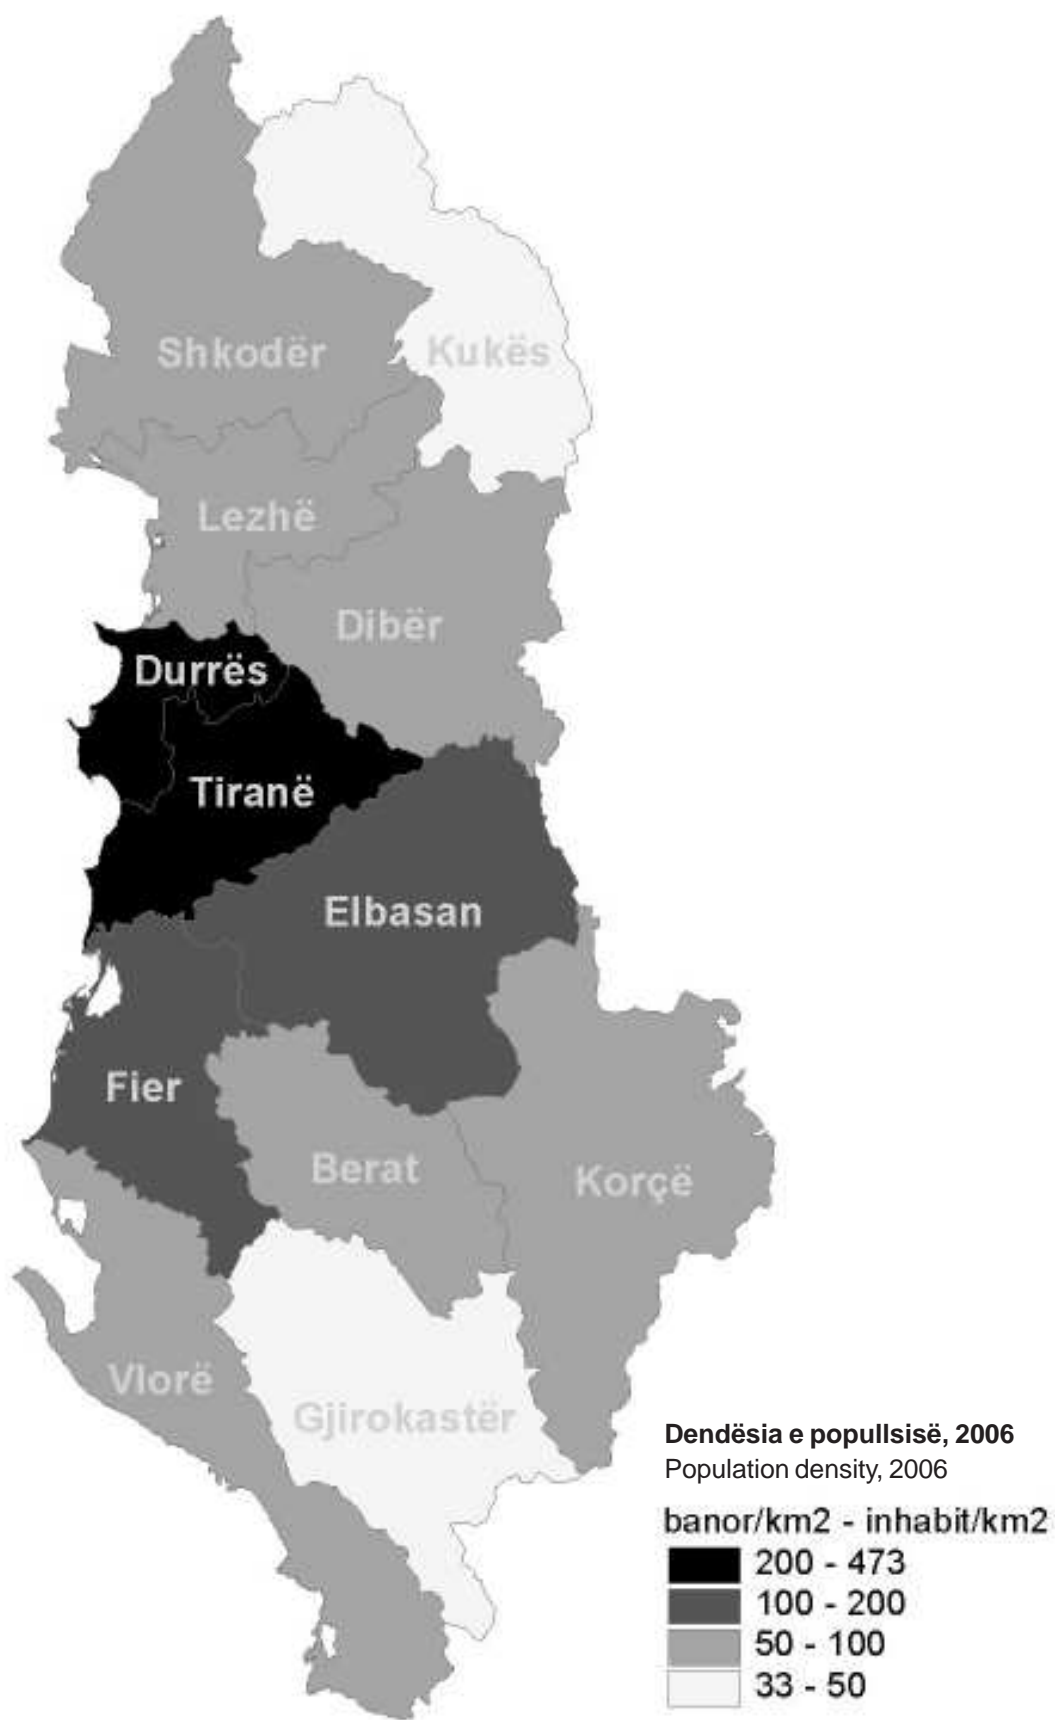 Shkodër
Kukës
Lezhë
Dibër
Durrës
Tiranë
Elbasan
Fier
Berat
Korçë
Vlorë
Gjirokastër
Dendësia e popullsisë, 2006
Population density, 2006
banor/km2 - inhabit/km2
200 - 473
100 - 200
50 - 100
33 - 50